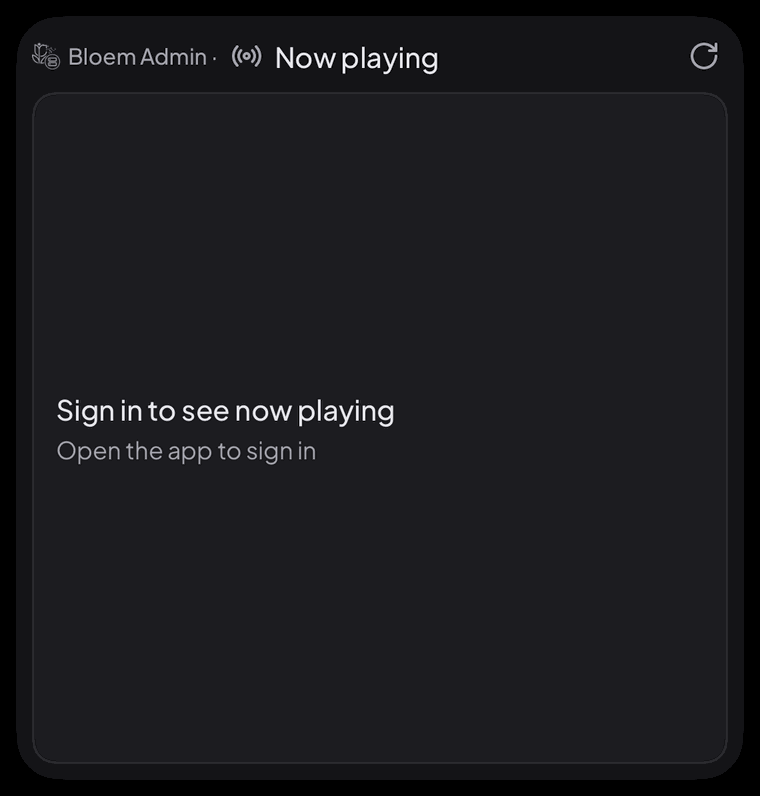 Bloem Admin · Now playing
Sign in to see now playing
Open the app to sign in